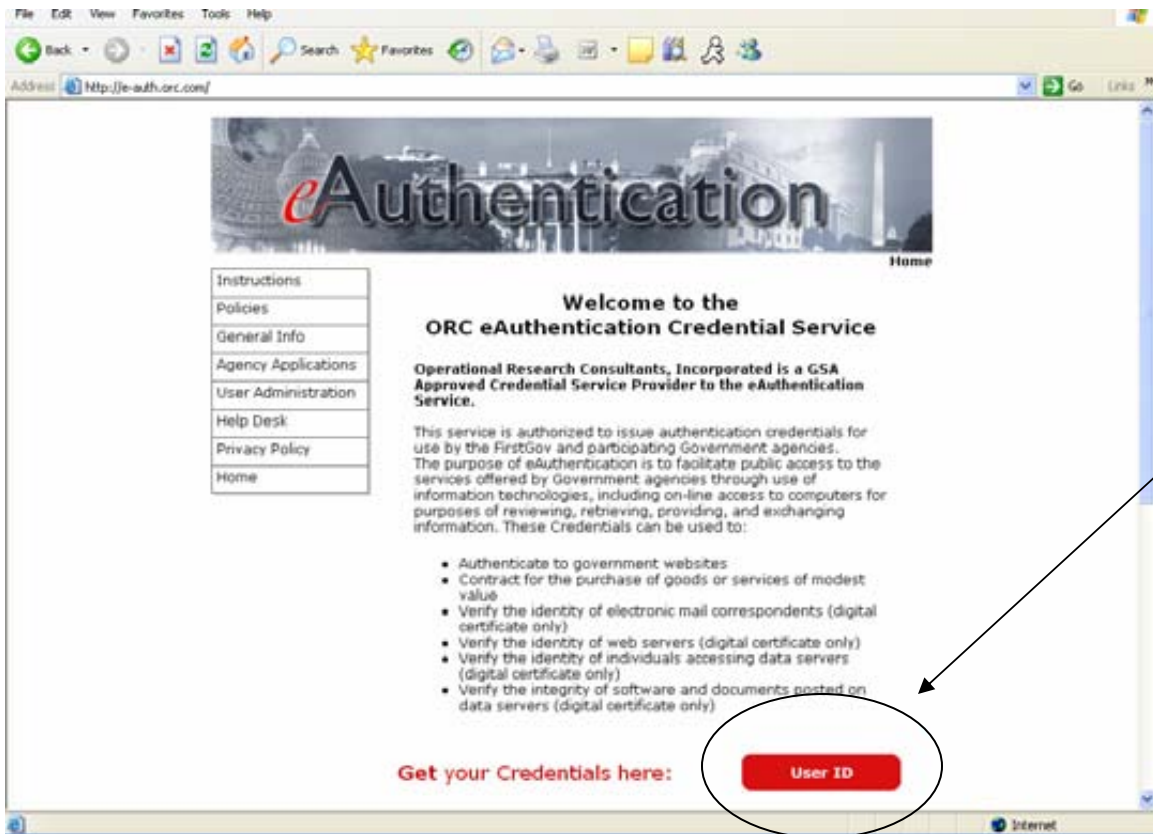 File Edit View Favorites Tools Help
Back Search Favorites
Address http://e-auth.orc.com/ Go Links »
eAuthentication
Home
Instructions
Policies
General Info
Agency Applications
User Administration
Help Desk
Privacy Policy
Home
Welcome to the
ORC eAuthentication Credential Service
Operational Research Consultants, Incorporated is a GSA
Approved Credential Service Provider to the eAuthentication
Service.
This service is authorized to issue authentication credentials for
use by the FirstGov and participating Government agencies.
The purpose of eAuthentication is to facilitate public access to the
services offered by Government agencies through use of
information technologies, including on-line access to computers for
purposes of reviewing, retrieving, providing, and exchanging
information. These Credentials can be used to:
• Authenticate to government websites
• Contract for the purchase of goods or services of modest
value
• Verify the identity of electronic mail correspondents (digital
certificate only)
• Verify the identity of web servers (digital certificate only)
• Verify the identity of individuals accessing data servers
(digital certificate only)
• Verify the integrity of software and documents posted on
data servers (digital certificate only)
Get your Credentials here: User ID
Internet